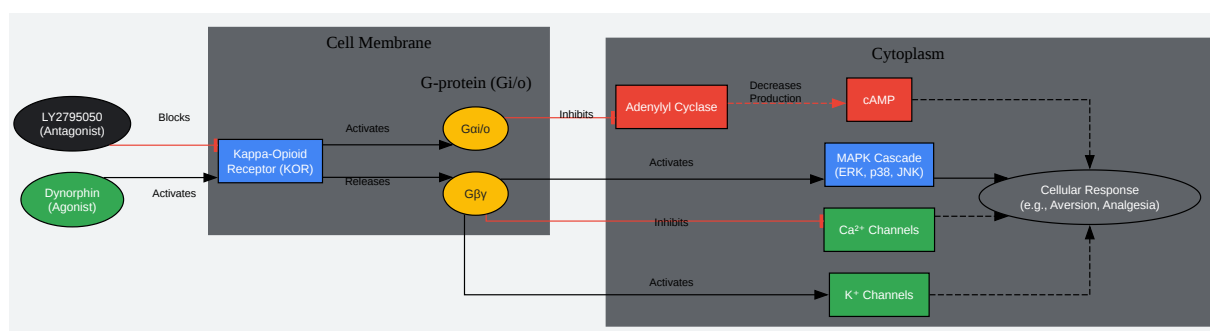 Cell Membrane
Cytoplasm
G-protein (Gi/o)
LY2795050
(Antagonist)
Blocks
Dynorphin
(Agonist)
Activates
Kappa-Opioid
Receptor (KOR)
Activates
Releases
Gαi/o
Gβγ
Inhibits
Adenylyl Cyclase
Decreases
Production
cAMP
Activates
MAPK Cascade
(ERK, p38, JNK)
Inhibits
Ca²⁺ Channels
Activates
K⁺ Channels
Cellular Response
(e.g., Aversion, Analgesia)